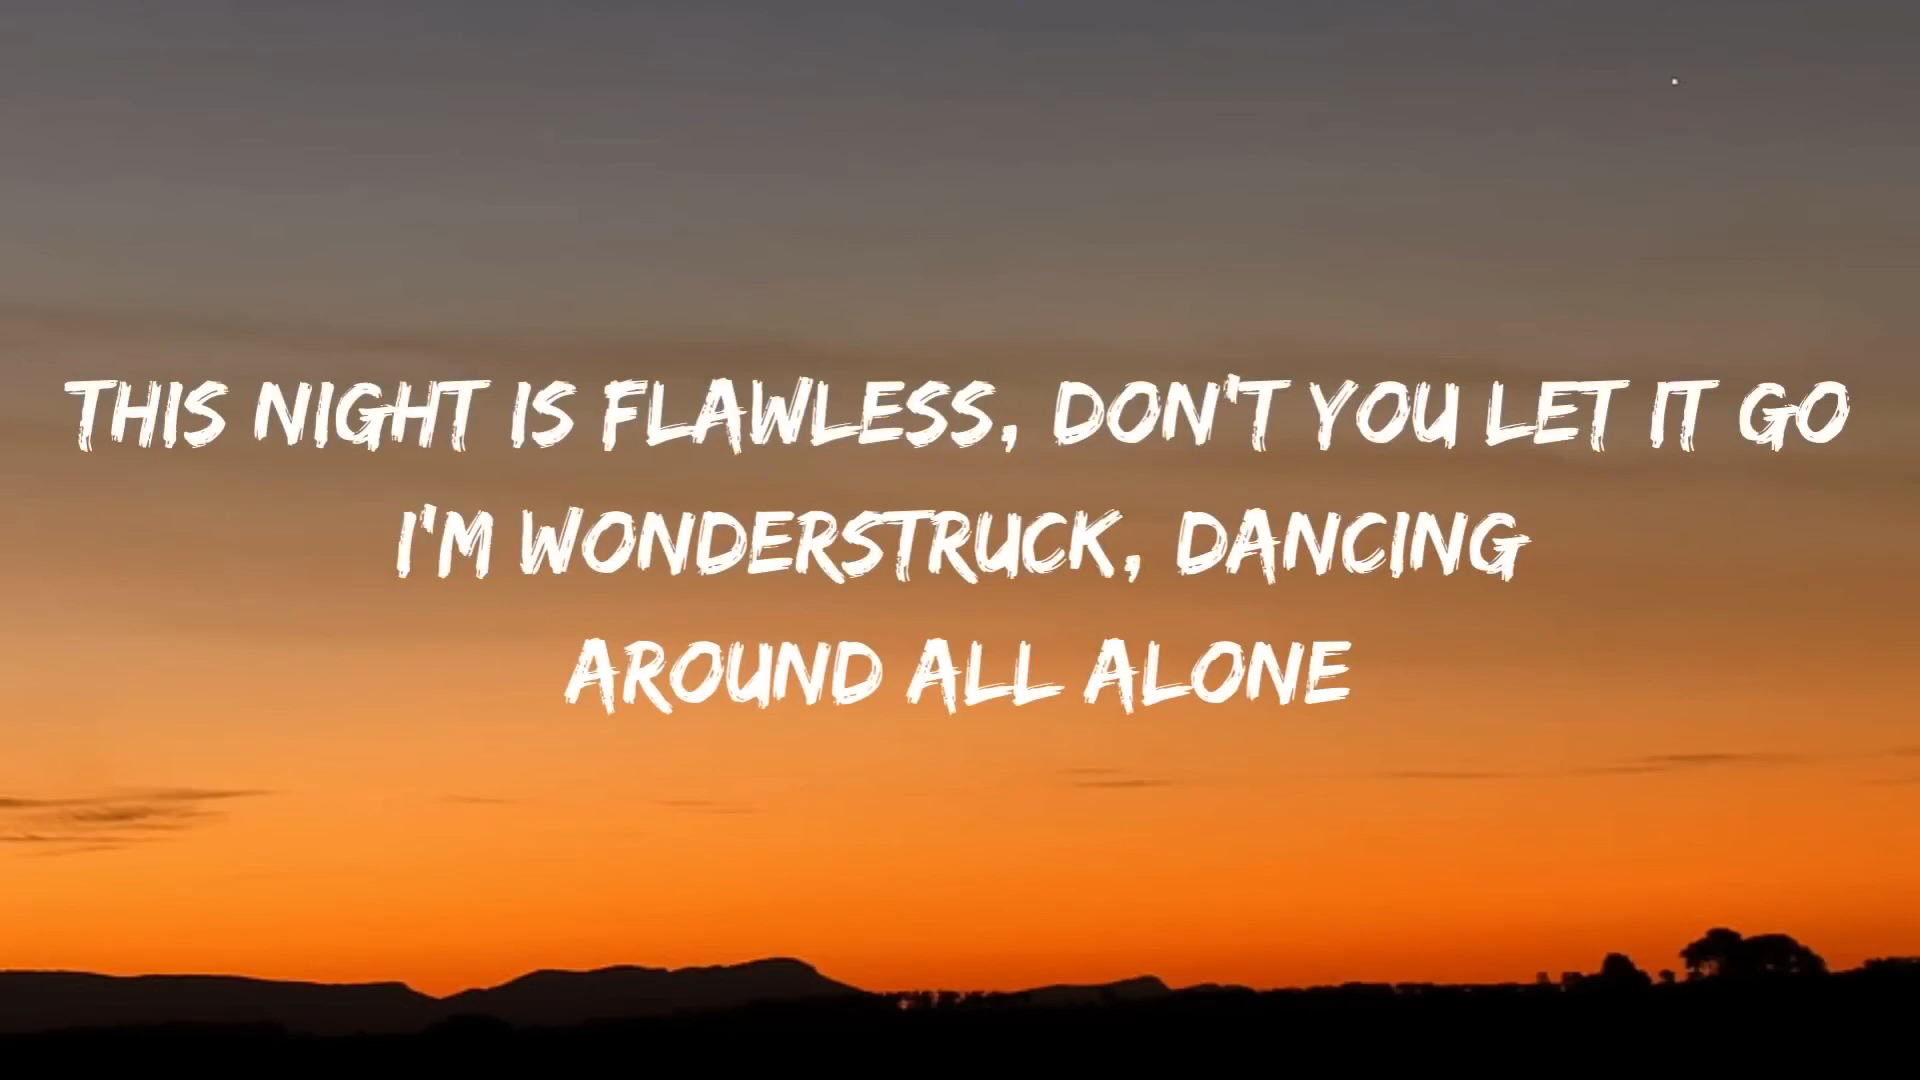 THIS NIGHT IS FLAWLESS, DON'T YOU LET IT GO
I'M WONDERSTRUCK, DANCING
AROUND ALL ALONE